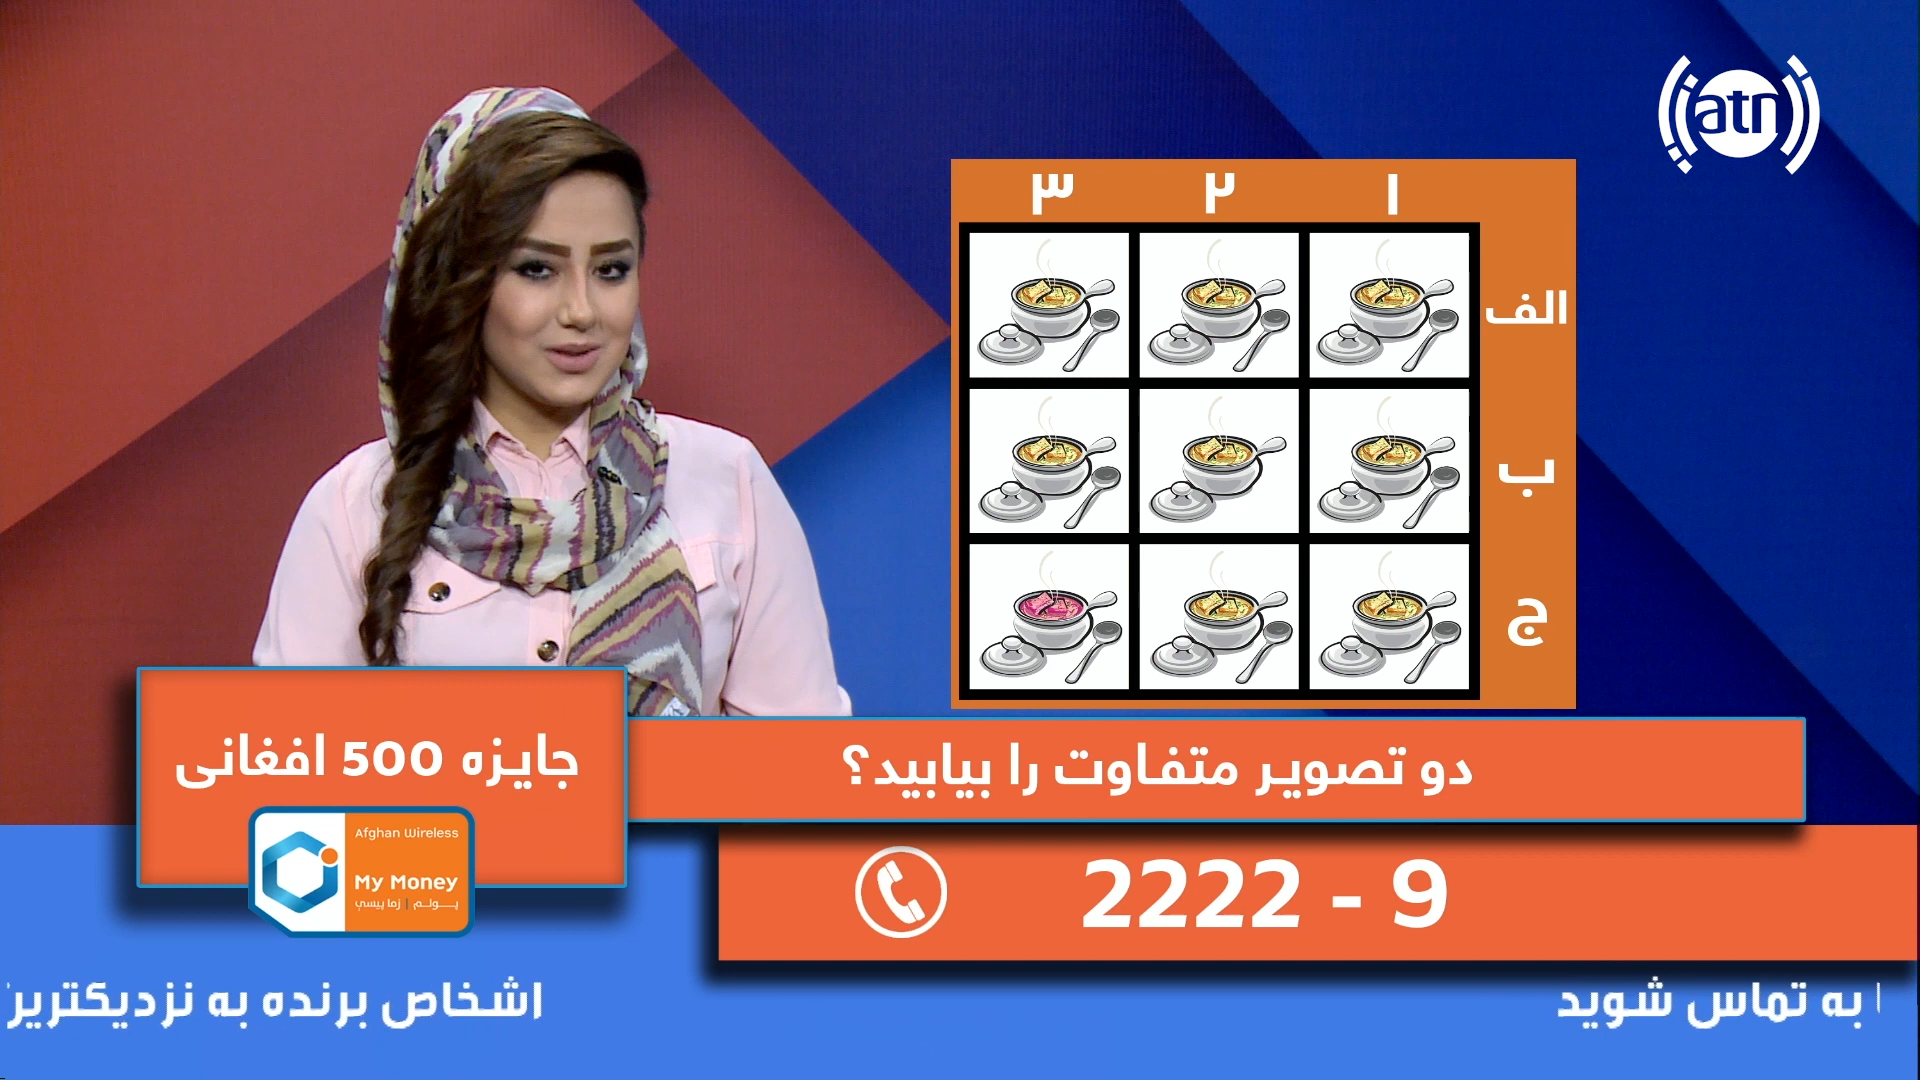 atn
۳ ۲ ۱
الف
ب
ج
دو تصویر متفاوت را بیابید؟
جایزه 500 افغانی
Afghan Wireless
My Money
پولم | زما پیسې
2222 - 9
به تماس شوید
اشخاص برنده به نزدیکترین